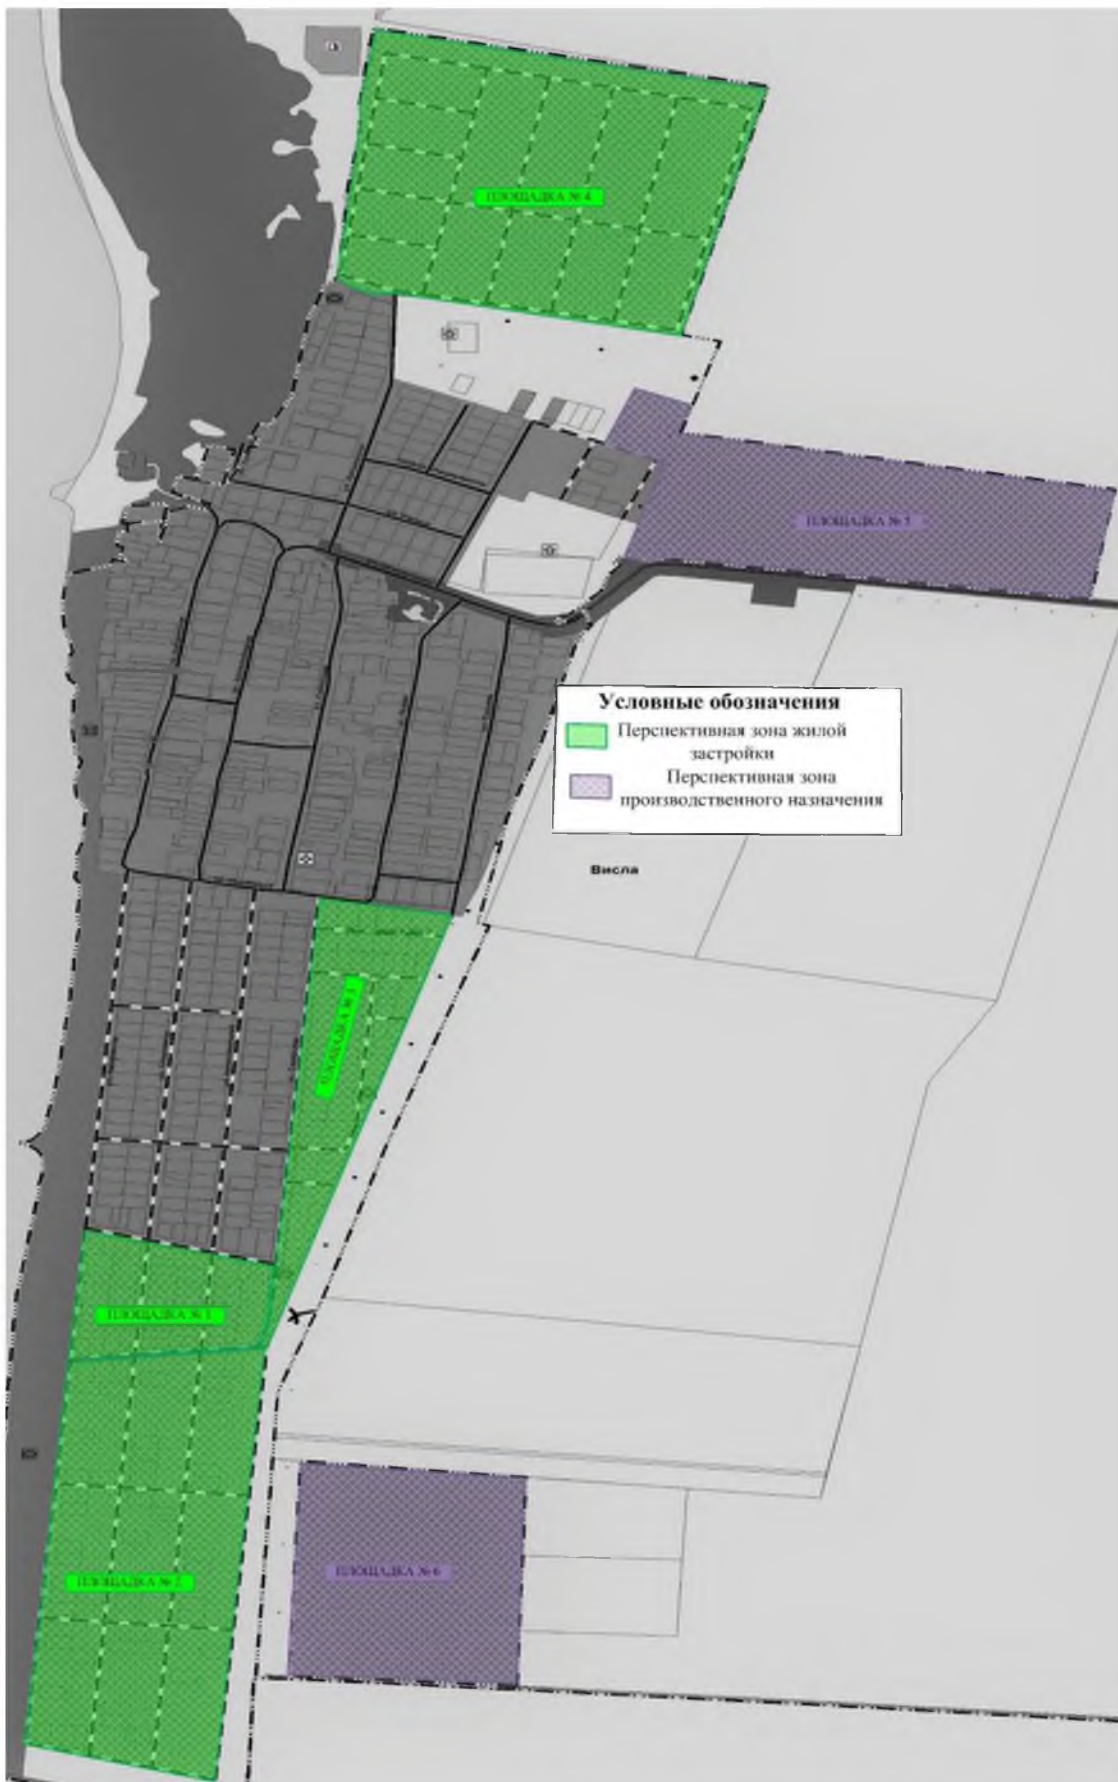 ПЛОЩАДКА № 4
ПЛОЩАДКА № 5
Условные обозначения
Перспективная зона жилой
застройки
Перспективная зона
производственного назначения
Висла
ПЛОЩАДКА № 3
ПЛОЩАДКА № 1
ПЛОЩАДКА № 2
ПЛОЩАДКА № 6